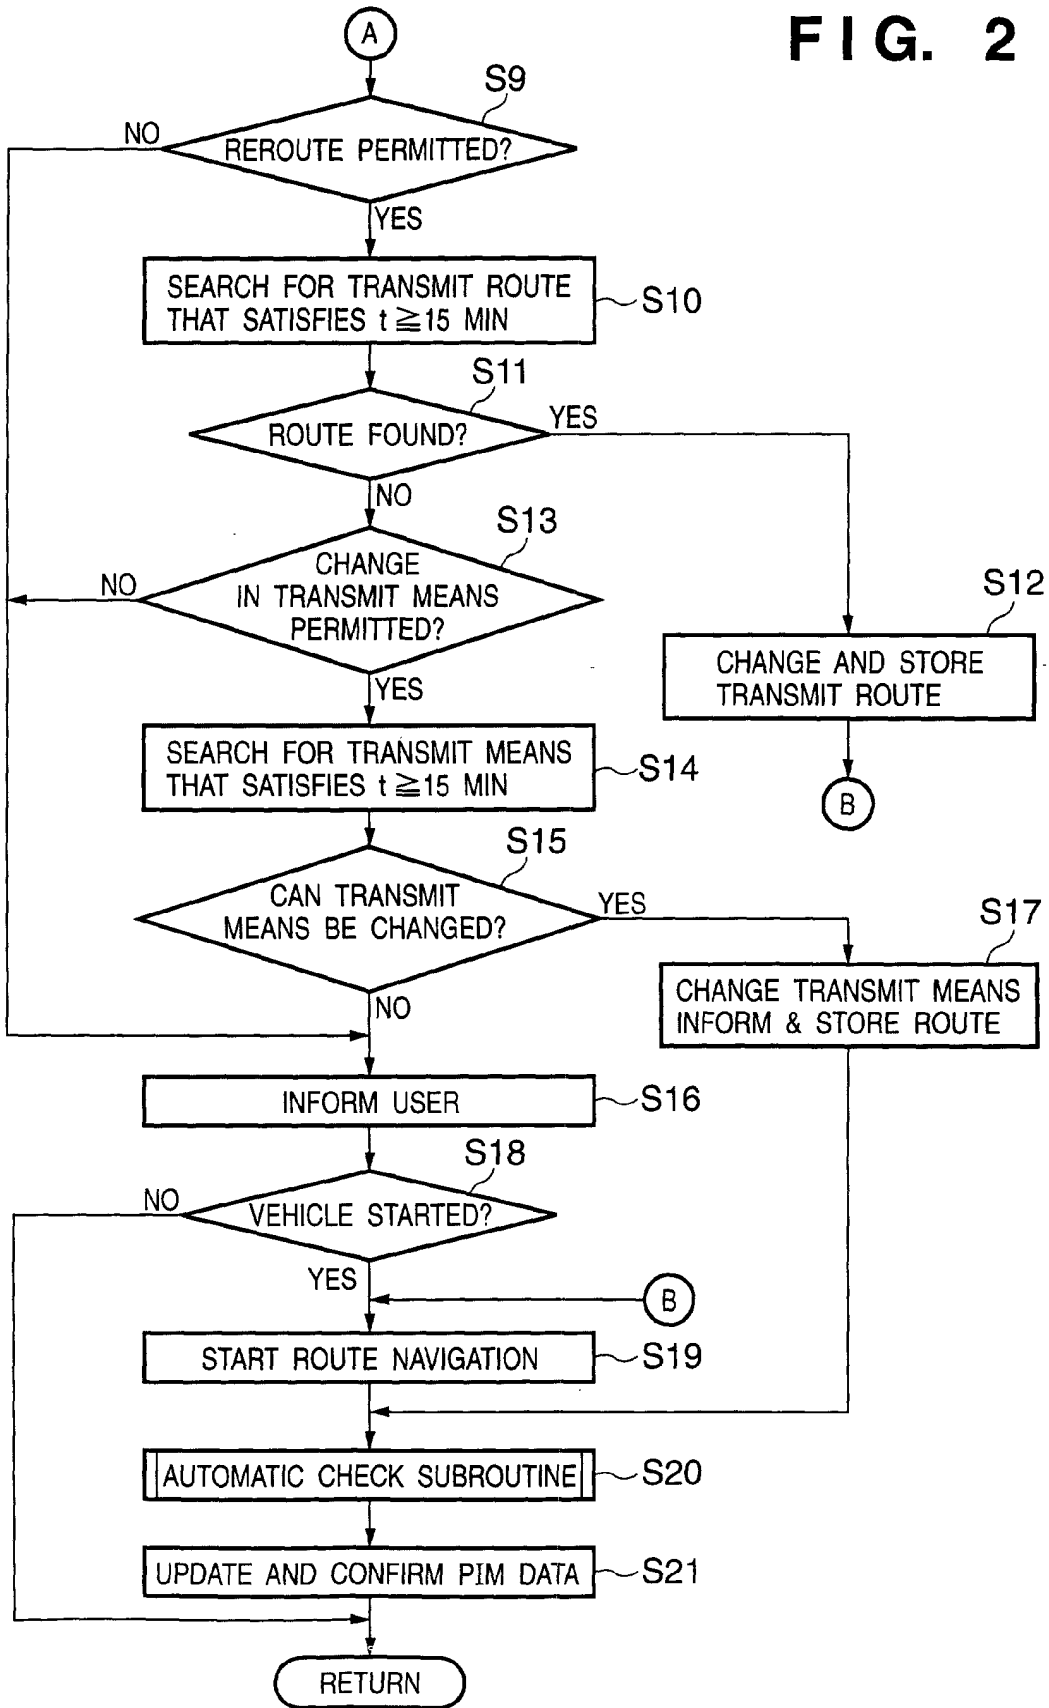 FIG. 2
A
S9
NO
REROUTE PERMITTED?
YES
SEARCH FOR TRANSMIT ROUTE
THAT SATISFIES t ≧ 15 MIN
S10
S11
ROUTE FOUND?
YES
NO
S13
CHANGE
IN TRANSMIT MEANS
PERMITTED?
NO
YES
S12
CHANGE AND STORE
TRANSMIT ROUTE
B
SEARCH FOR TRANSMIT MEANS
THAT SATISFIES t ≧ 15 MIN
S14
S15
CAN TRANSMIT
MEANS BE CHANGED?
YES
NO
S17
CHANGE TRANSMIT MEANS
INFORM & STORE ROUTE
INFORM USER
S16
S18
NO
VEHICLE STARTED?
YES
B
START ROUTE NAVIGATION
S19
AUTOMATIC CHECK SUBROUTINE
S20
UPDATE AND CONFIRM PIM DATA
S21
RETURN